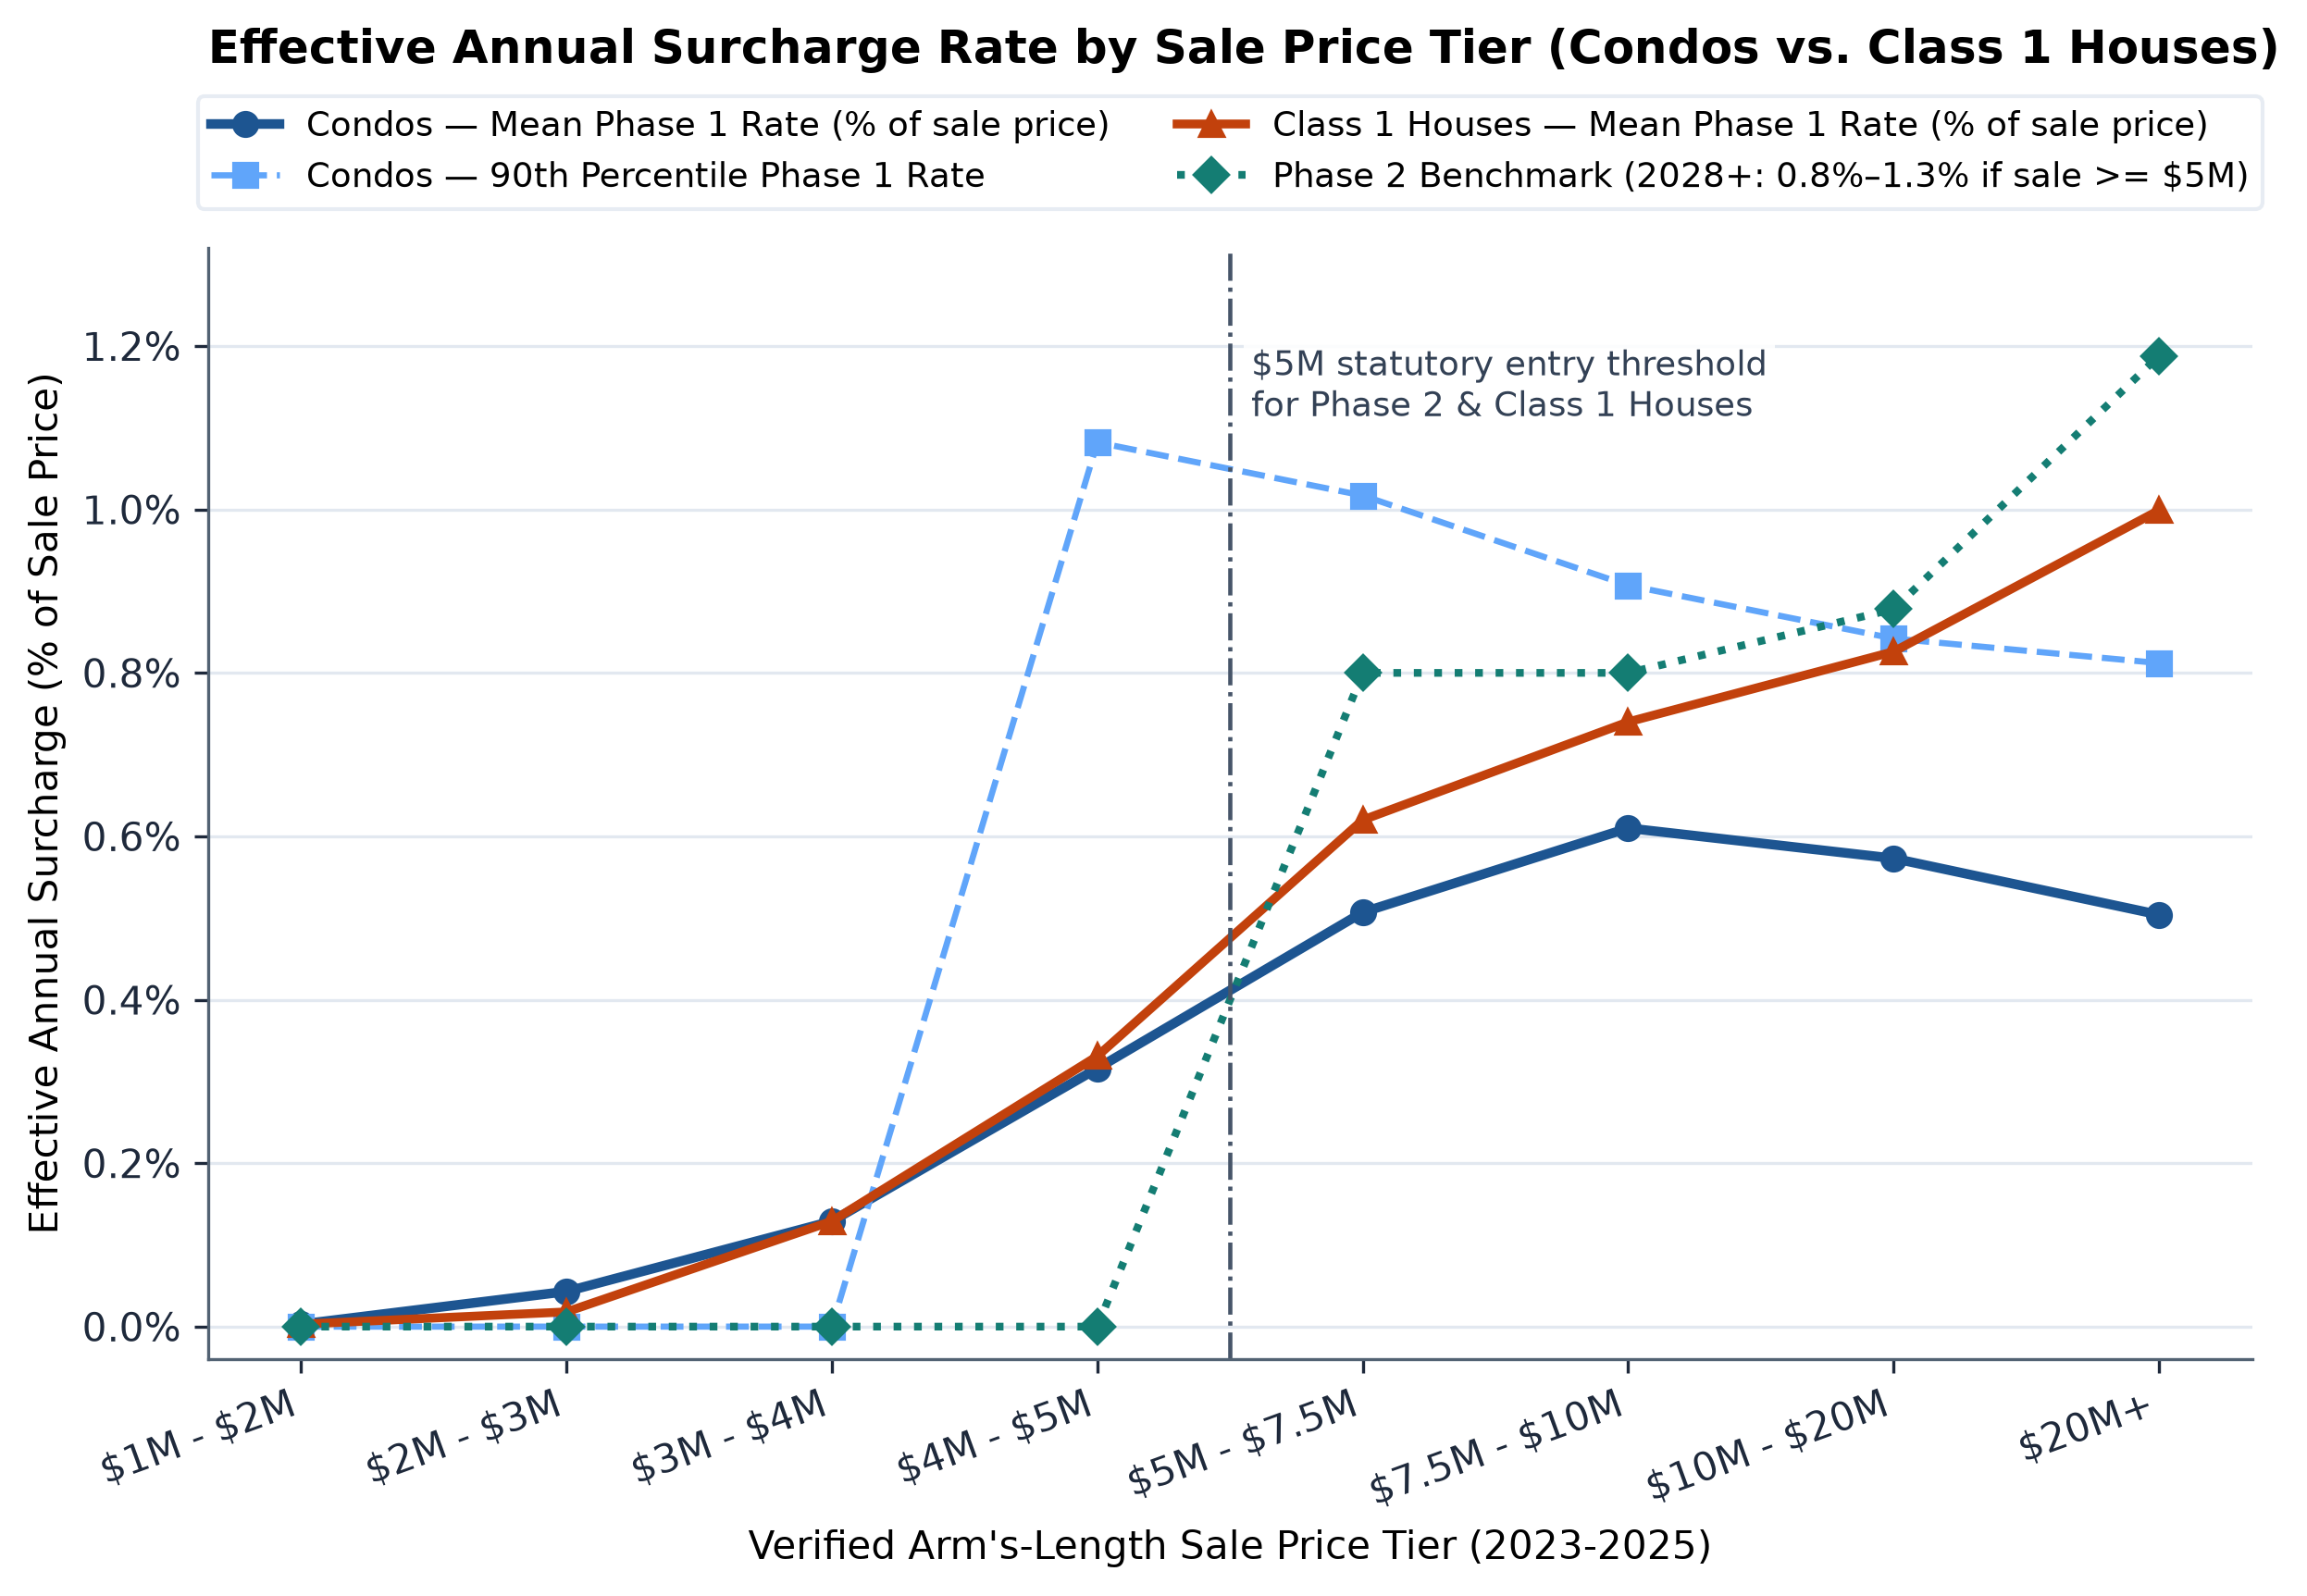 Effective Annual Surcharge Rate by Sale Price Tier (Condos vs. Class 1 Houses)
Condos — Mean Phase 1 Rate (% of sale price)
Condos — 90th Percentile Phase 1 Rate
Class 1 Houses — Mean Phase 1 Rate (% of sale price)
Phase 2 Benchmark (2028+: 0.8%–1.3% if sale >= $5M)
Effective Annual Surcharge (% of Sale Price)
1.2%
1.0%
0.8%
0.6%
0.4%
0.2%
0.0%
$5M statutory entry threshold
for Phase 2 & Class 1 Houses
$1M - $2M
$2M - $3M
$3M - $4M
$4M - $5M
$5M - $7.5M
$7.5M - $10M
$10M - $20M
$20M+
Verified Arm's-Length Sale Price Tier (2023-2025)